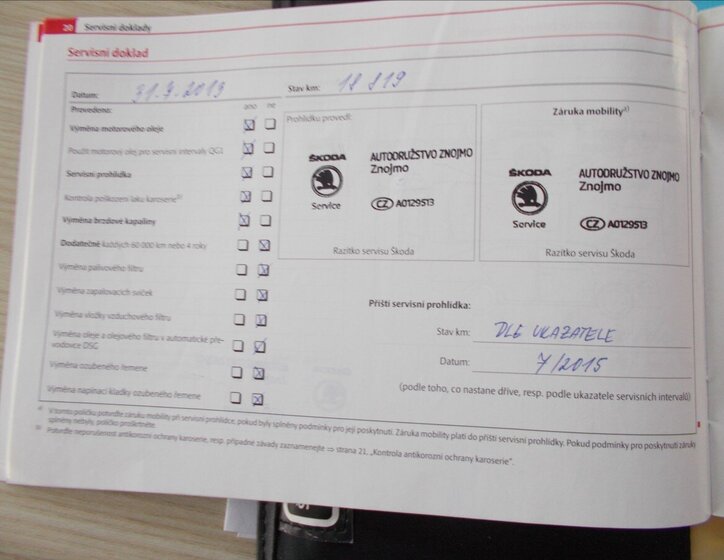 20 Servisní doklady
Servisní doklad
Datum: 31.7.2013 Stav km: 18 819
Provedeno: ano ne
Výměna motorového oleje
Použit motorový olej pro servisní intervaly QG1
Servisní prohlídka
Kontrola poškození laku karoserie b)
Výměna brzdové kapaliny
Dodatečně každých 60 000 km nebo 4 roky
Výměna palivového filtru
Výměna zapalovacích svíček
Výměna vložky vzduchového filtru
Výměna oleje a olejového filtru v automatické pře-
vodovce DSG
Výměna ozubeného řemene
Výměna napínací kladky ozubeného řemene
Prohlídku provedl:
ŠKODA AUTODRUŽSTVO ZNOJMO
Znojmo
Service CZ A0129513
Razítko servisu Škoda
Záruka mobility a)
ŠKODA AUTODRUŽSTVO ZNOJMO
Znojmo
Service CZ A0129513
Razítko servisu Škoda
Příští servisní prohlídka:
Stav km: DLE UKAZATELE
Datum: 7/2015
(podle toho, co nastane dříve, resp. podle ukazatele servisních intervalů)
a) V tomto políčku potvrďte záruku mobility při servisní prohlídce, pokud byly splněny podmínky pro její poskytnutí. Záruka mobility platí do příští servisní prohlídky. Pokud podmínky pro poskytnutí záruky
splněny nebyly, políčko proškrtněte.
b) Potvrďte neporušenost antikorozní ochrany karoserie, resp. případné závady zaznamenejte ⇒ strana 21, „Kontrola antikorozní ochrany karoserie“.